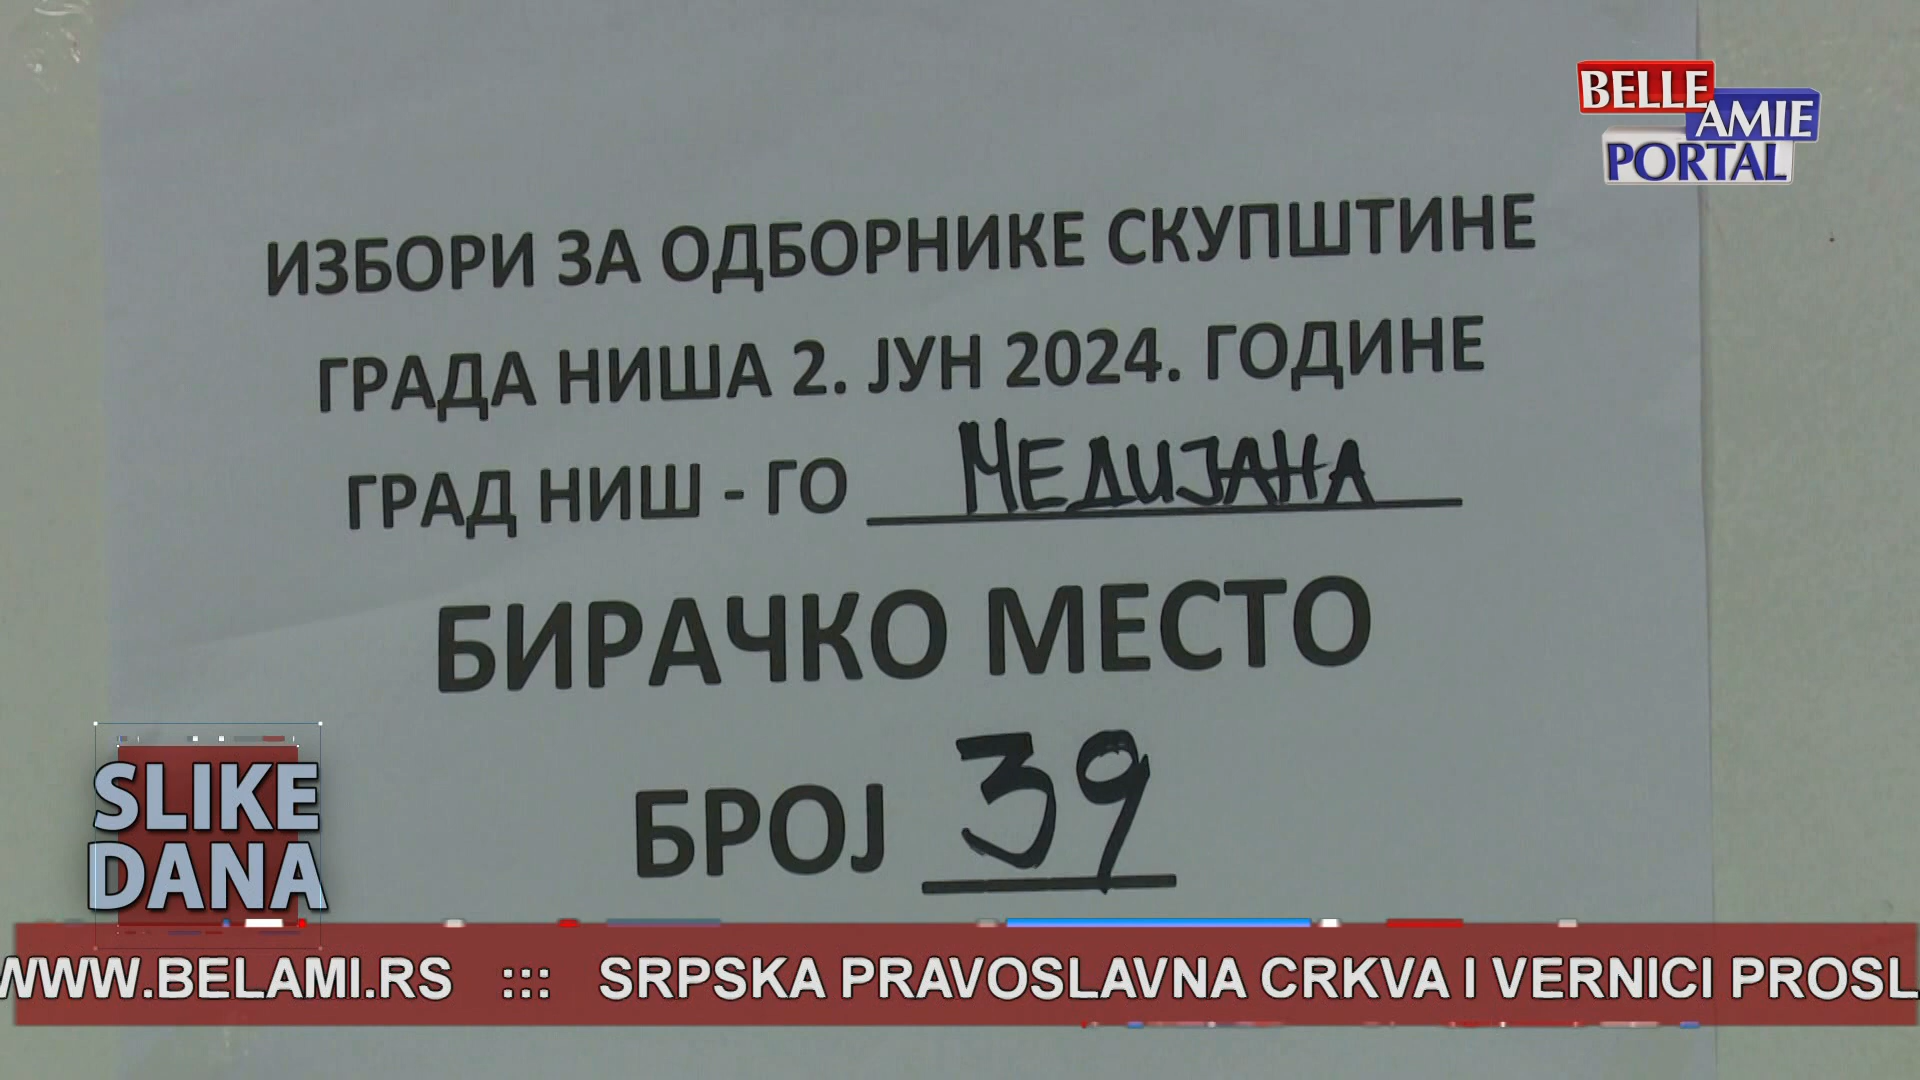 BELLE
AMIE
PORTAL
ИЗБОРИ ЗА ОДБОРНИКЕ СКУПШТИНЕ
ГРАДА НИША 2. ЈУН 2024. ГОДИНЕ
ГРАД НИШ - ГО МЕДИЈАНА
БИРАЧКО МЕСТО
БРОЈ 39
SLIKE
DANA
WWW.BELAMI.RS ::: SRPSKA PRAVOSLAVNA CRKVA I VERNICI PROSL